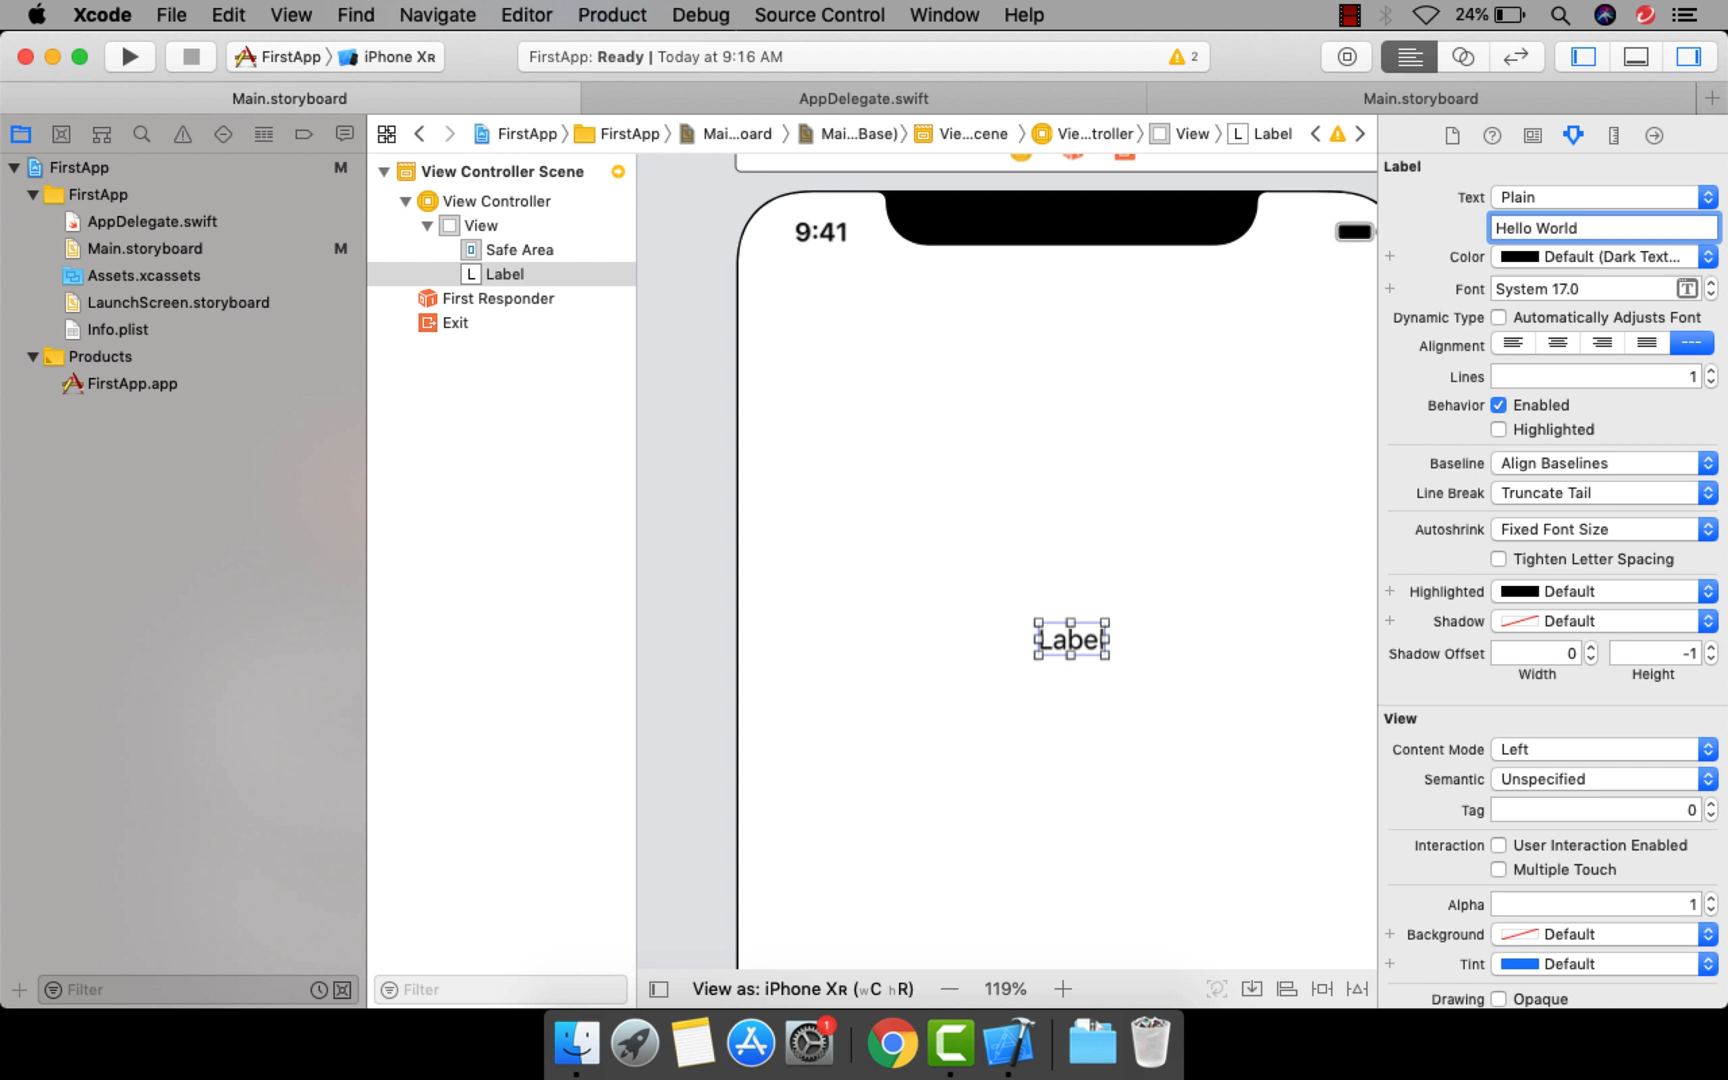 Xcode File Edit View Find Navigate Editor Product Debug Source Control Window Help 24%
FirstApp iPhone XR FirstApp: Ready | Today at 9:16 AM 2
Main.storyboard AppDelegate.swift Main.storyboard
FirstApp FirstApp Mai...oard Mai...Base) Vie...cene Vie...troller View L Label
FirstApp M
FirstApp
AppDelegate.swift
Main.storyboard M
Assets.xcassets
LaunchScreen.storyboard
Info.plist
Products
FirstApp.app
Filter
View Controller Scene
View Controller
View
Safe Area
L Label
First Responder
Exit
Filter
9:41
Label
View as: iPhone XR (wC hR) 119%
Label
Text Plain
Hello World
Color Default (Dark Text...
Font System 17.0 T
Dynamic Type Automatically Adjusts Font
Alignment
Lines 1
Behavior Enabled
Highlighted
Baseline Align Baselines
Line Break Truncate Tail
Autoshrink Fixed Font Size
Tighten Letter Spacing
Highlighted Default
Shadow Default
Shadow Offset 0 -1
Width Height
View
Content Mode Left
Semantic Unspecified
Tag 0
Interaction User Interaction Enabled
Multiple Touch
Alpha 1
Background Default
Tint Default
Drawing Opaque
1